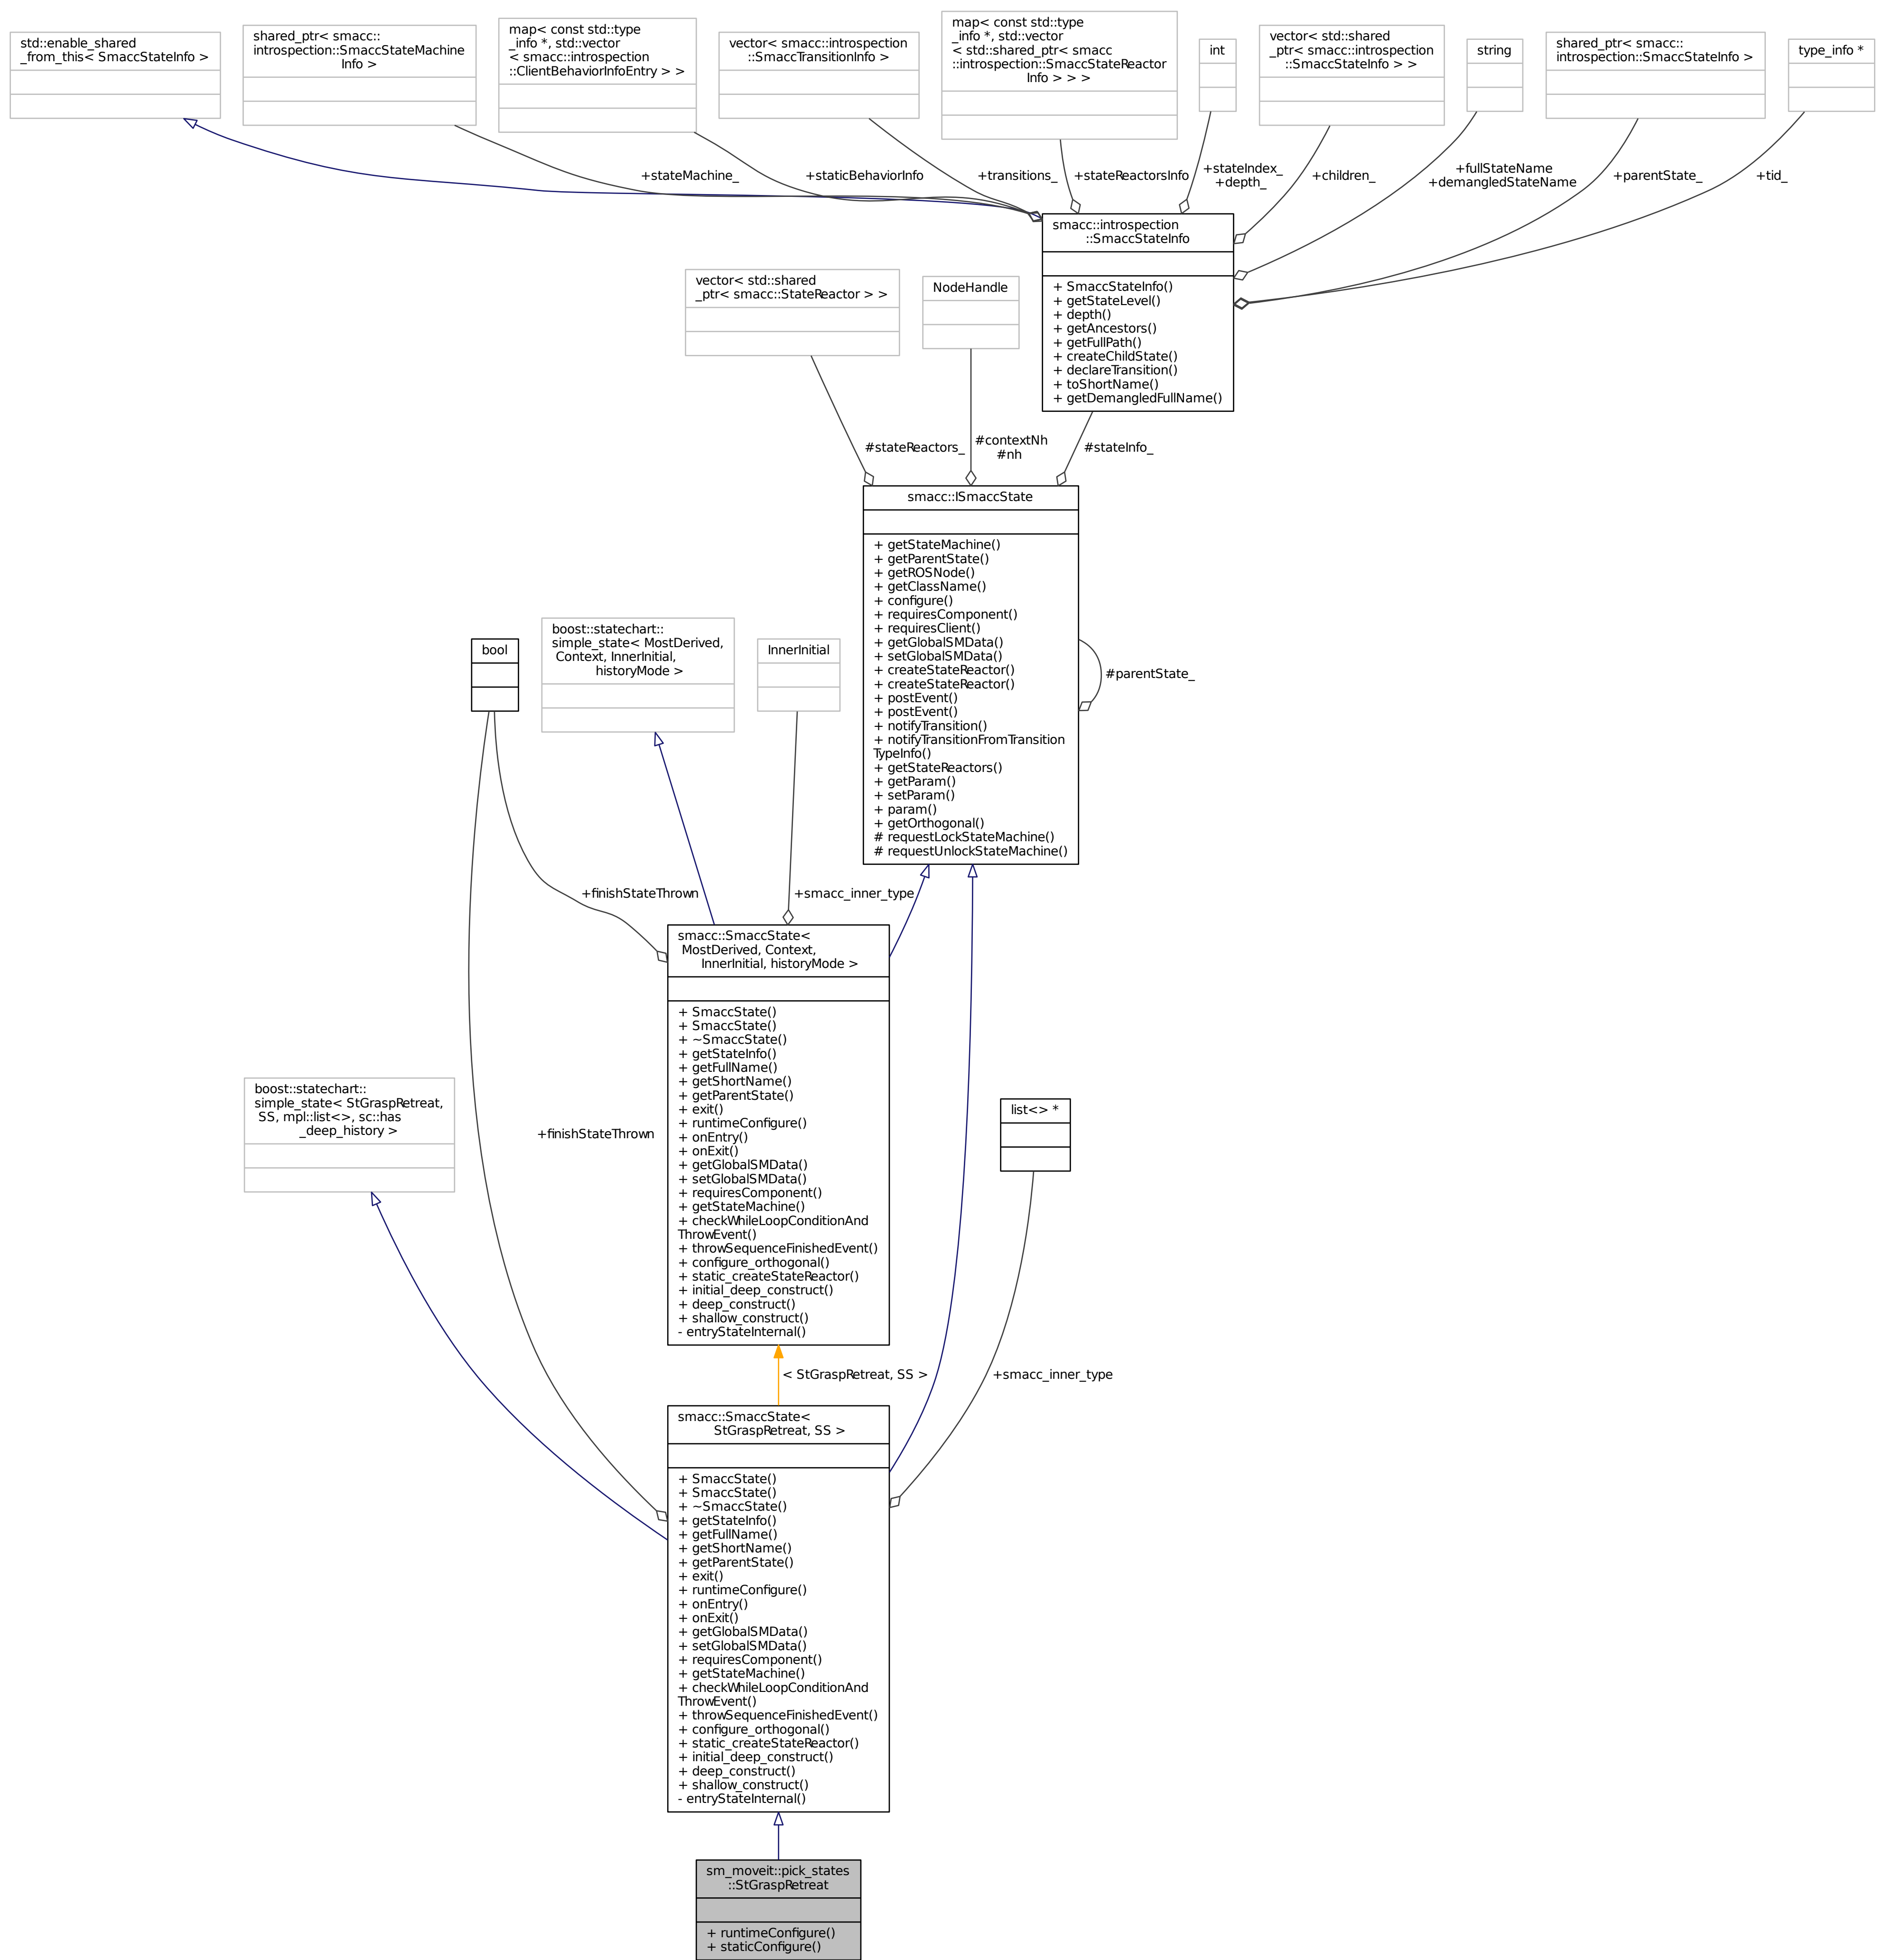 std::enable_shared
_from_this< SmaccStateInfo >
shared_ptr< smacc::
introspection::SmaccStateMachine
Info >
map< const std::type
_info *, std::vector
< smacc::introspection
::ClientBehaviorInfoEntry > >
vector< smacc::introspection
::SmaccTransitionInfo >
map< const std::type
_info *, std::vector
< std::shared_ptr< smacc
::introspection::SmaccStateReactor
Info > > >
int
vector< std::shared
_ptr< smacc::introspection
::SmaccStateInfo > >
string
shared_ptr< smacc::
introspection::SmaccStateInfo >
type_info *
+stateMachine_
+staticBehaviorInfo
+transitions_
+stateReactorsInfo
+stateIndex_
+depth_
+children_
+fullStateName
+demangledStateName
+parentState_
+tid_
smacc::introspection
::SmaccStateInfo
+ SmaccStateInfo()
+ getStateLevel()
+ depth()
+ getAncestors()
+ getFullPath()
+ createChildState()
+ declareTransition()
+ toShortName()
+ getDemangledFullName()
vector< std::shared
_ptr< smacc::StateReactor > >
NodeHandle
#stateReactors_
#contextNh
#nh
#stateInfo_
smacc::ISmaccState
+ getStateMachine()
+ getParentState()
+ getROSNode()
+ getClassName()
+ configure()
+ requiresComponent()
+ requiresClient()
+ getGlobalSMData()
+ setGlobalSMData()
+ createStateReactor()
+ createStateReactor()
+ postEvent()
+ postEvent()
+ notifyTransition()
+ notifyTransitionFromTransition
TypeInfo()
+ getStateReactors()
+ getParam()
+ setParam()
+ param()
+ getOrthogonal()
# requestLockStateMachine()
# requestUnlockStateMachine()
#parentState_
bool
boost::statechart::
simple_state< MostDerived,
Context, InnerInitial,
historyMode >
InnerInitial
+finishStateThrown
+smacc_inner_type
smacc::SmaccState<
MostDerived, Context,
InnerInitial, historyMode >
+ SmaccState()
+ SmaccState()
+ ~SmaccState()
+ getStateInfo()
+ getFullName()
+ getShortName()
+ getParentState()
+ exit()
+ runtimeConfigure()
+ onEntry()
+ onExit()
+ getGlobalSMData()
+ setGlobalSMData()
+ requiresComponent()
+ getStateMachine()
+ checkWhileLoopConditionAnd
ThrowEvent()
+ throwSequenceFinishedEvent()
+ configure_orthogonal()
+ static_createStateReactor()
+ initial_deep_construct()
+ deep_construct()
+ shallow_construct()
- entryStateInternal()
boost::statechart::
simple_state< StGraspRetreat,
SS, mpl::list<>, sc::has
_deep_history >
+finishStateThrown
list<> *
< StGraspRetreat, SS >
+smacc_inner_type
smacc::SmaccState<
StGraspRetreat, SS >
+ SmaccState()
+ SmaccState()
+ ~SmaccState()
+ getStateInfo()
+ getFullName()
+ getShortName()
+ getParentState()
+ exit()
+ runtimeConfigure()
+ onEntry()
+ onExit()
+ getGlobalSMData()
+ setGlobalSMData()
+ requiresComponent()
+ getStateMachine()
+ checkWhileLoopConditionAnd
ThrowEvent()
+ throwSequenceFinishedEvent()
+ configure_orthogonal()
+ static_createStateReactor()
+ initial_deep_construct()
+ deep_construct()
+ shallow_construct()
- entryStateInternal()
sm_moveit::pick_states
::StGraspRetreat
+ runtimeConfigure()
+ staticConfigure()